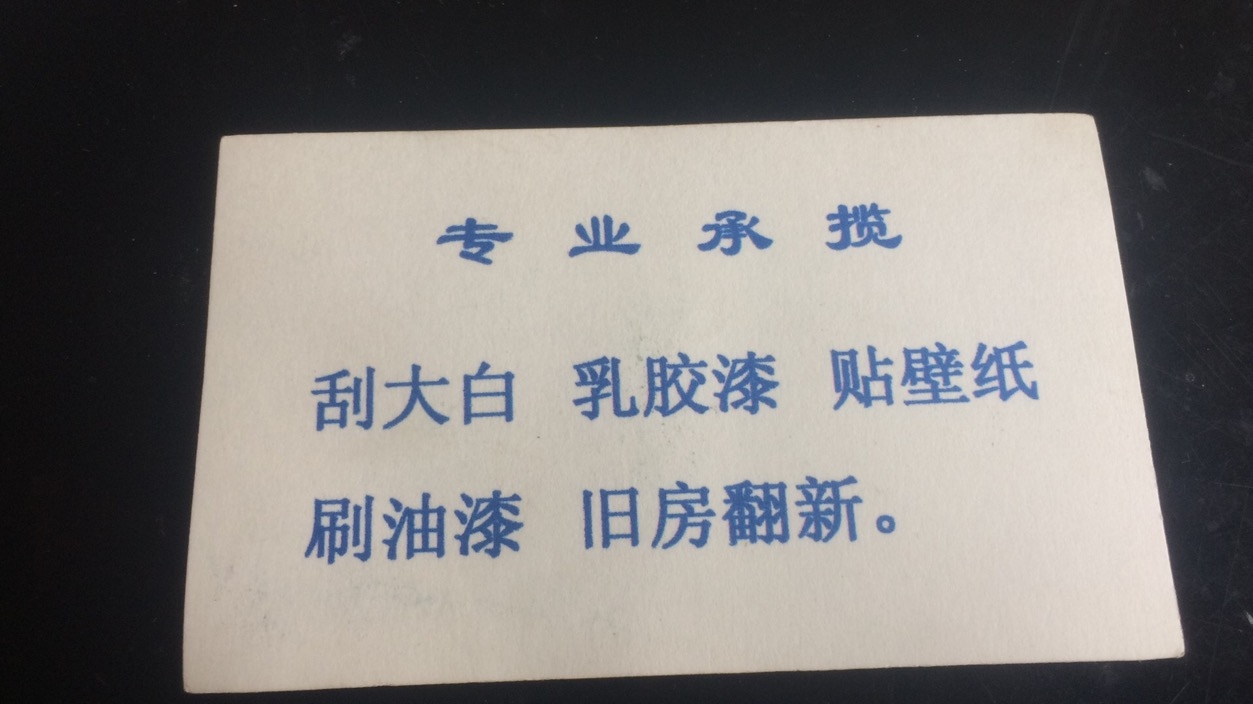 专业承揽
刮大白 乳胶漆 贴壁纸
刷油漆 旧房翻新。